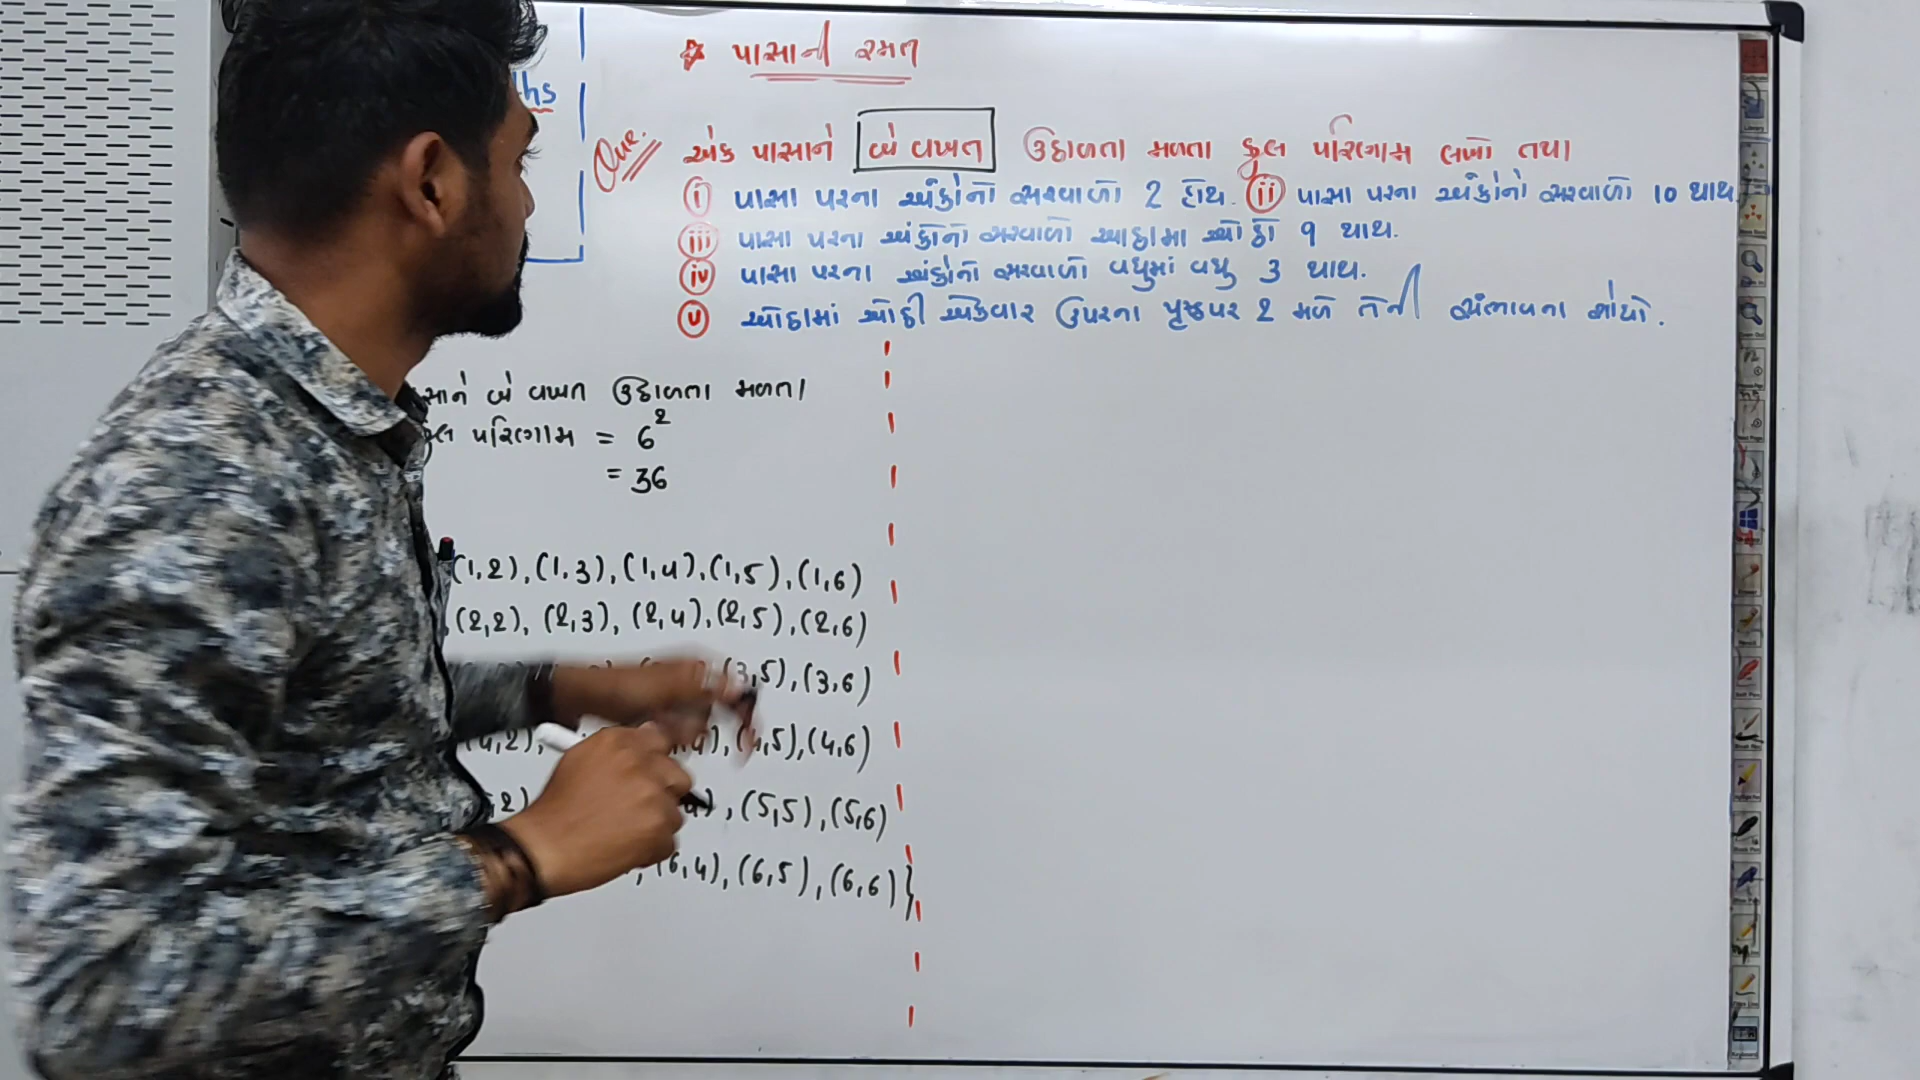 hs
☆ પાસાની રમત
Que. એક પાસાને બે વખત ઉછાળતા મળતા કુલ પરિણામ લખો તથા
(i) પાસા પરના અંકોનો સરવાળો 2 હોય. (ii) પાસા પરના અંકોનો સરવાળો 10 થાય.
(iii) પાસા પરના અંકોનો સરવાળો ઓછામા ઓછો 9 થાય.
(iv) પાસા પરના અંકોનો સરવાળો વધુમાં વધુ 3 થાય.
(v) ઓછામાં ઓછી એકવાર ઉપરના પૃષ્ઠપર 2 મળે તેની સંભાવના શોધો.
સાને બે વખત ઉછાળતા મળતા
લ પરિણામ = 6²
= 36
(1,2), (1,3), (1,4), (1,5), (1,6)
, (2,2), (2,3), (2,4), (2,5), (2,6)
(3,5), (3,6)
(4,2), ,5), (4,6)
,2) , (5,5), (5,6)
, (6,4), (6,5), (6,6)}